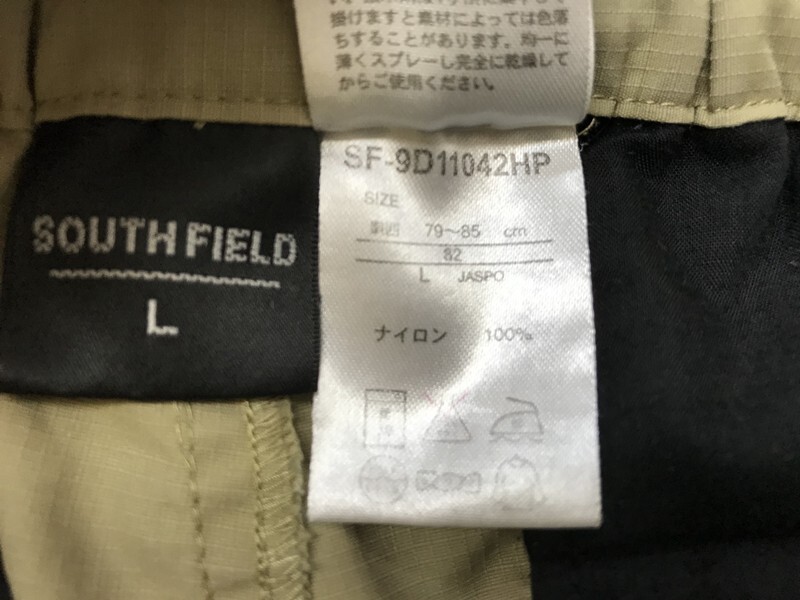 掛けますと素材によっては色落
ちすることがあります。均一に
薄くスプレーし完全に乾燥して
からご使用ください。
SOUTH FIELD
L
SF-9D11042HP
SIZE
79～85 cm
82
L JASPO
ナイロン 100%